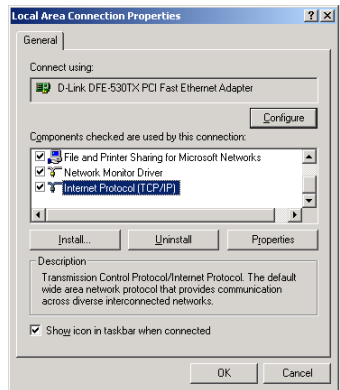 Local Area Connection Properties
General
Connect using:
D-Link DFE-530TX PCI Fast Ethernet Adapter
Configure
Components checked are used by this connection:
File and Printer Sharing for Microsoft Networks
Network Monitor Driver
Internet Protocol (TCP/IP)
Install... Uninstall Properties
Description
Transmission Control Protocol/Internet Protocol. The default
wide area network protocol that provides communication
across diverse interconnected networks.
Show icon in taskbar when connected
OK Cancel